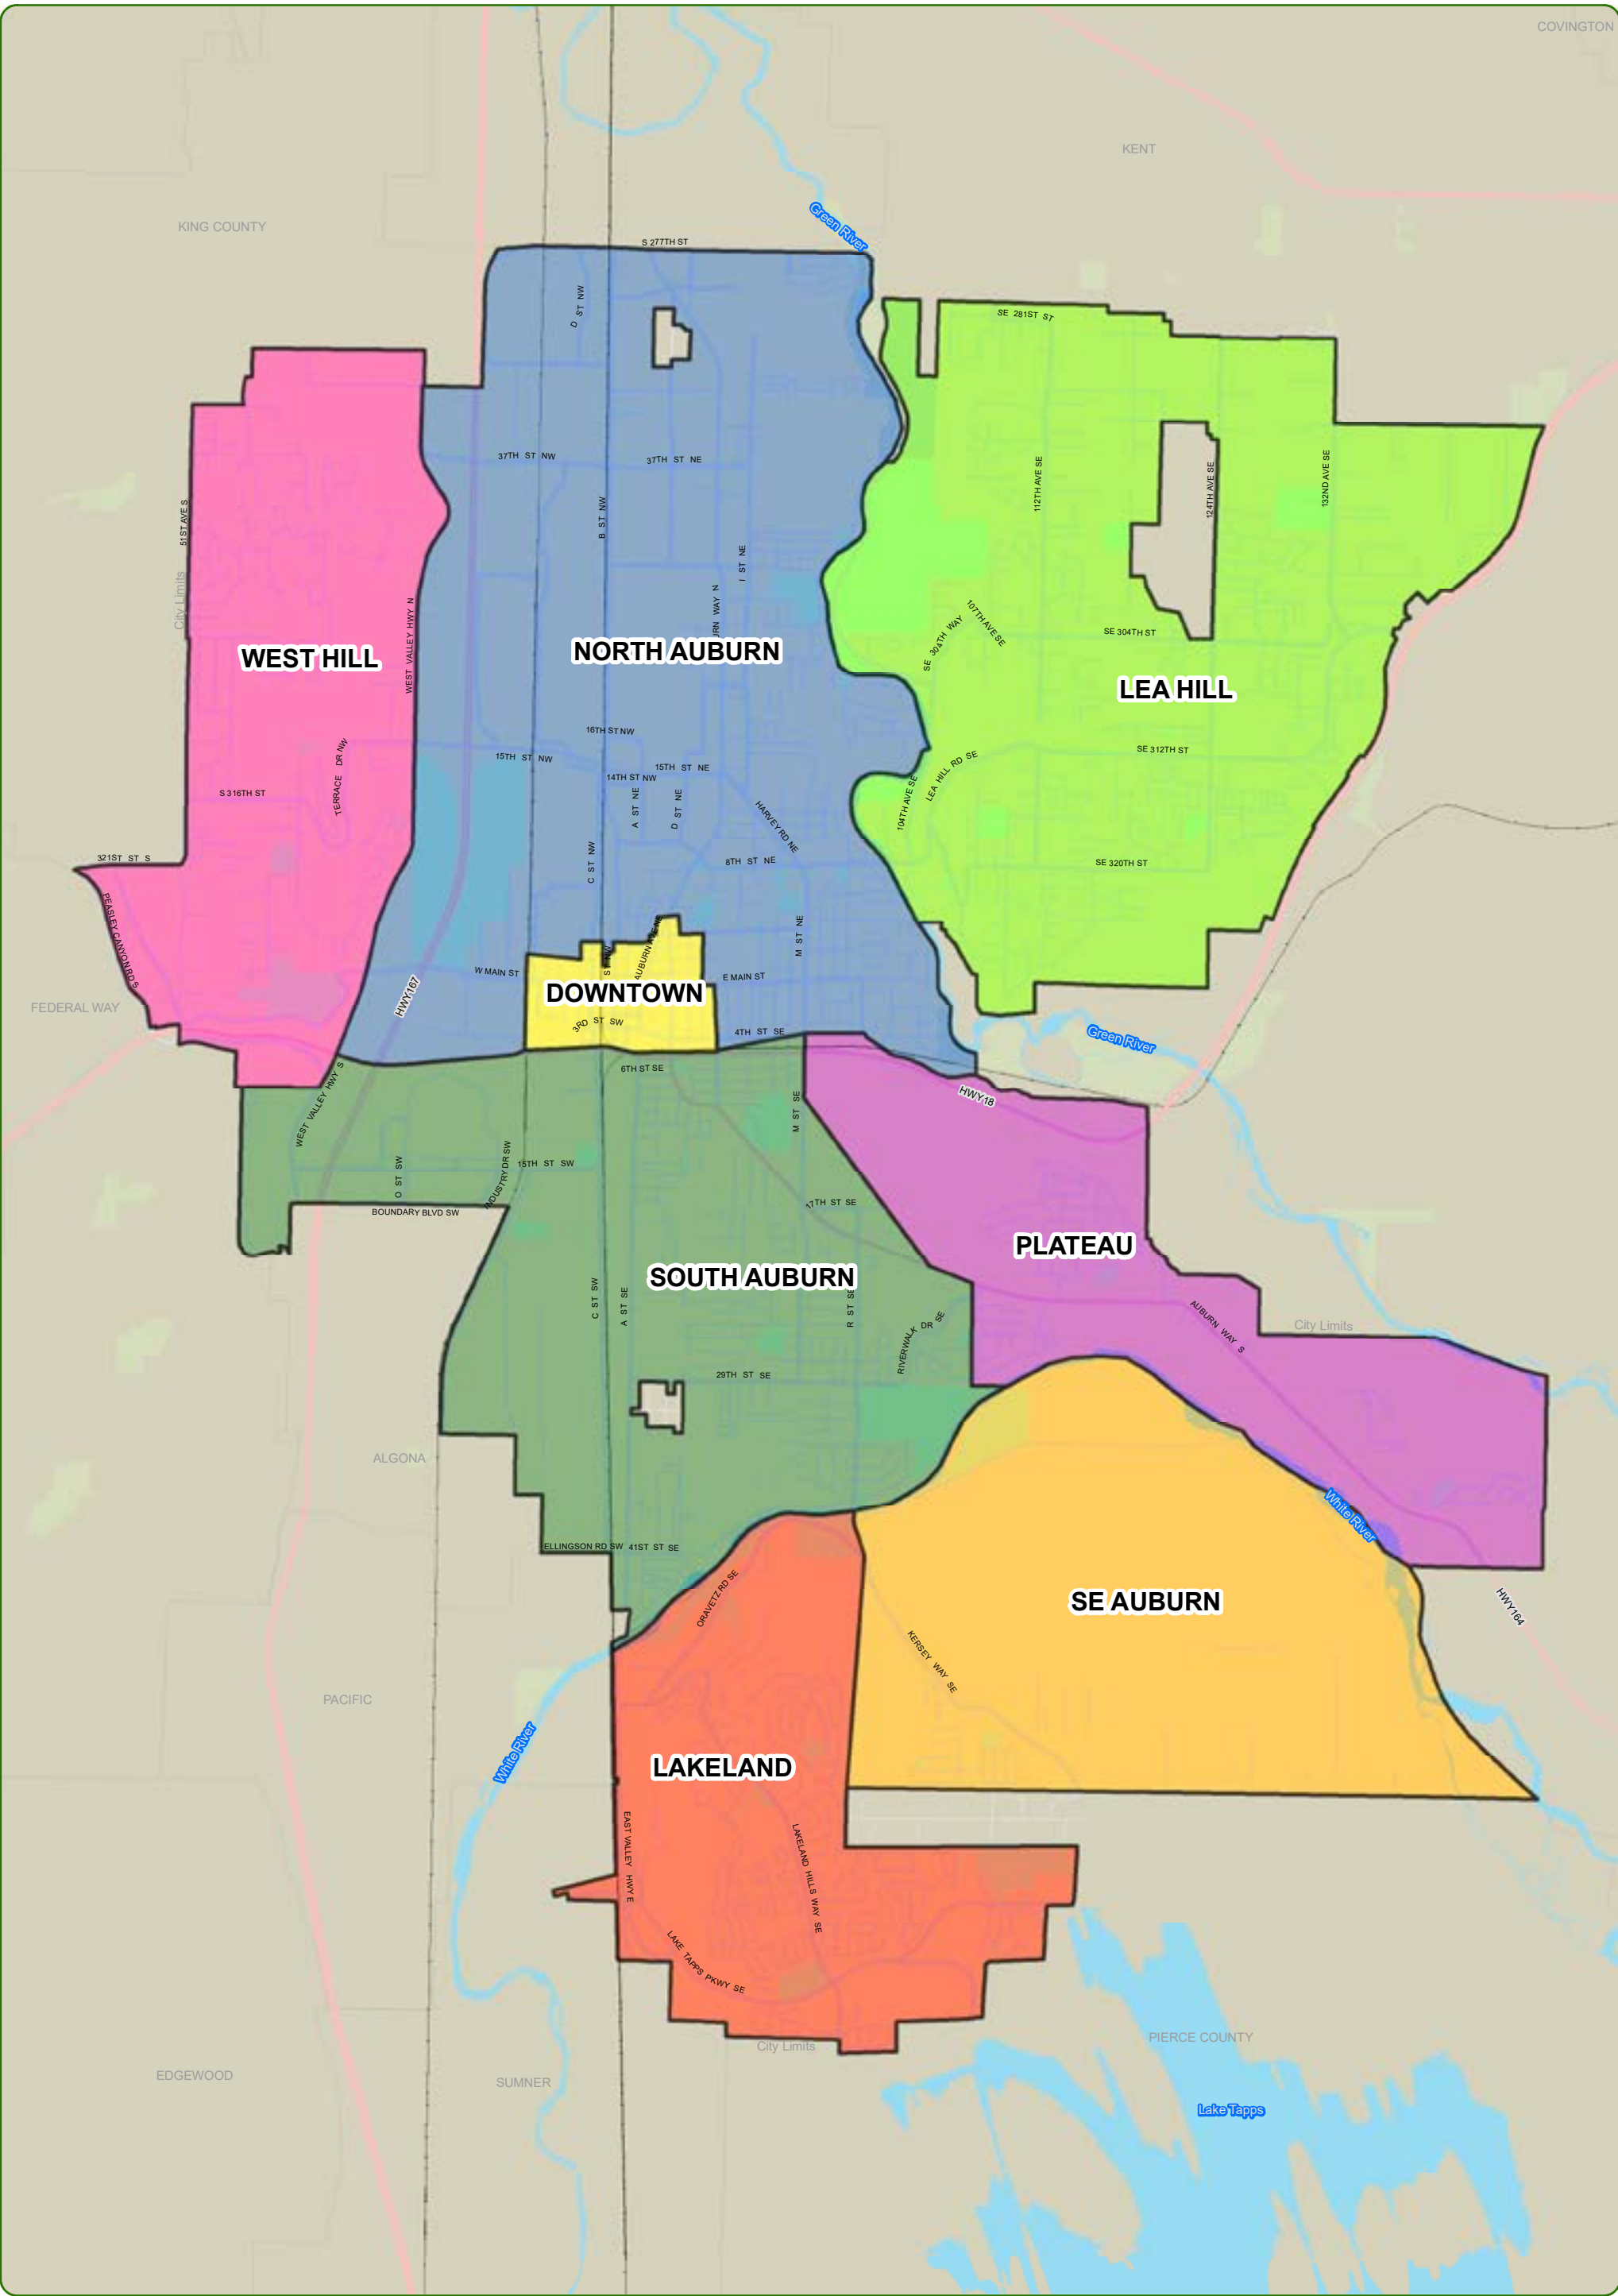 COVINGTON
KENT
KING COUNTY
Green River
S 277TH ST
D ST NW
SE 281ST ST
37TH ST NW
37TH ST NE
112TH AVE SE
124TH AVE SE
132ND AVE SE
51ST AVE S
City Limits
B ST NW
I ST NE
WAY N
WEST VALLEY HWY N
107TH AVE SE
SE 304TH WAY
SE 304TH ST
WEST HILL
NORTH AUBURN
LEA HILL
16TH ST NW
15TH ST NW
15TH ST NE
14TH ST NW
SE 312TH ST
TERRACE DR NW
LEA HILL RD SE
S 316TH ST
A ST NE
D ST NE
HARVEY RD NE
104TH AVE SE
321ST ST S
C ST NW
8TH ST NE
SE 320TH ST
PEASLEY CANYON RD S
M ST NE
AUBURN AVE NE
ST NW
W MAIN ST
E MAIN ST
HWY167
DOWNTOWN
FEDERAL WAY
3RD ST SW
4TH ST SE
Green River
6TH ST SE
WEST VALLEY HWY S
M ST SE
HWY18
O ST SW
INDUSTRY DR SW
15TH ST SW
17TH ST SE
BOUNDARY BLVD SW
PLATEAU
SOUTH AUBURN
C ST SW
A ST SE
R ST SE
RIVERWALK DR SE
AUBURN WAY S
City Limits
29TH ST SE
ALGONA
White River
ELLINGSON RD SW
41ST ST SE
ORAVETZ RD SE
SE AUBURN
HWY164
KERSEY WAY SE
PACIFIC
White River
LAKELAND
EAST VALLEY HWY E
LAKELAND HILLS WAY SE
LAKE TAPPS PKWY SE
City Limits
PIERCE COUNTY
EDGEWOOD
SUMNER
Lake Tapps